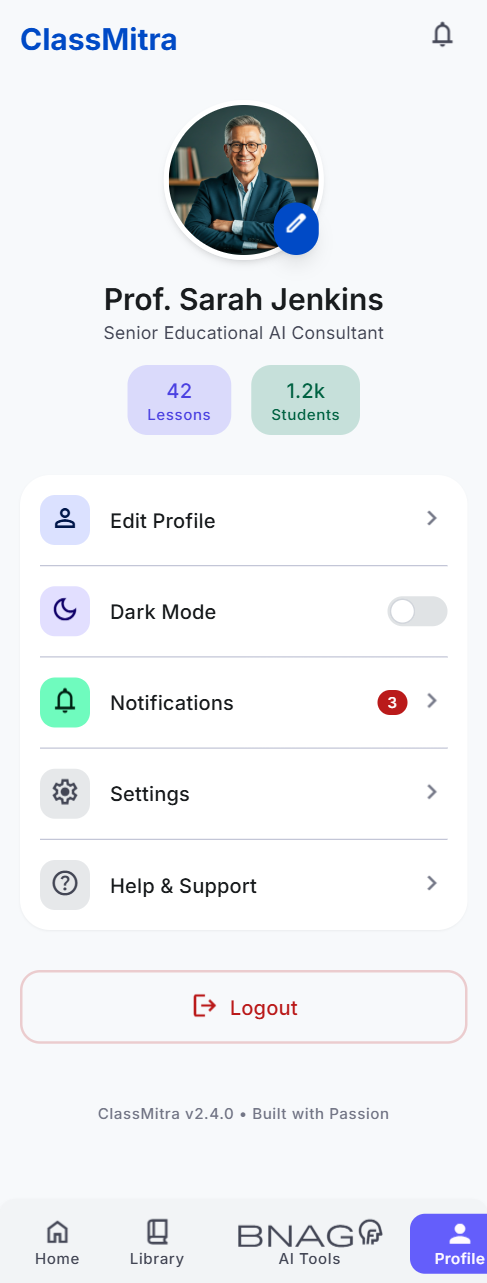 ClassMitra
Prof. Sarah Jenkins
Senior Educational AI Consultant
42
Lessons
1.2k
Students
Edit Profile
Dark Mode
Notifications
3
Settings
Help & Support
Logout
ClassMitra v2.4.0 • Built with Passion
Home
Library
BNAG
AI Tools
Profile